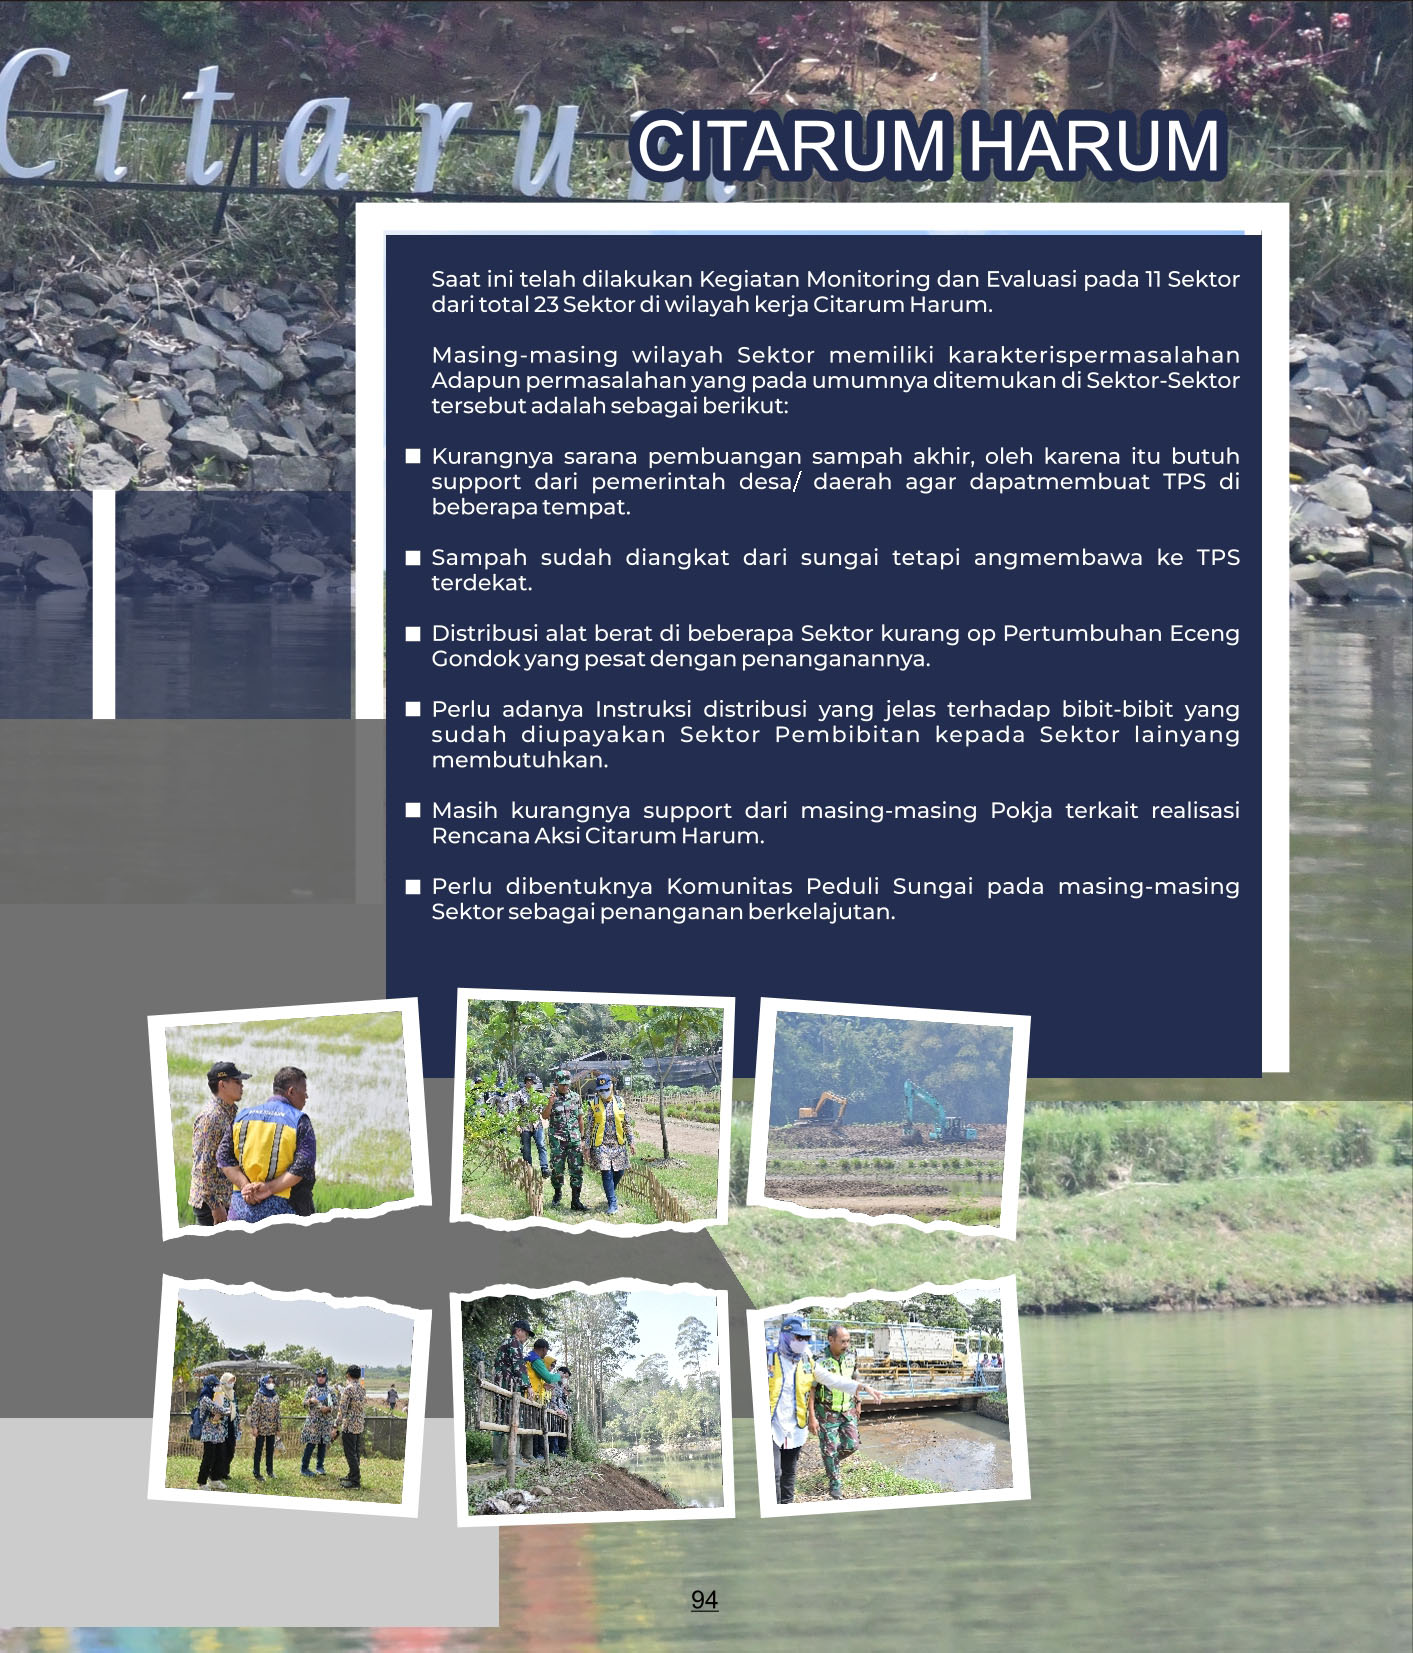 Citarum
CITARUM HARUM
Saat ini telah dilakukan Kegiatan Monitoring dan Evaluasi pada 11 Sektor
dari total 23 Sektor di wilayah kerja Citarum Harum.
Masing-masing wilayah Sektor memiliki karakterispermasalahan
Adapun permasalahan yang pada umumnya ditemukan di Sektor-Sektor
tersebut adalah sebagai berikut:
Kurangnya sarana pembuangan sampah akhir, oleh karena itu butuh
support dari pemerintah desa/ daerah agar dapatmembuat TPS di
beberapa tempat.
Sampah sudah diangkat dari sungai tetapi angmembawa ke TPS
terdekat.
Distribusi alat berat di beberapa Sektor kurang op Pertumbuhan Eceng
Gondok yang pesat dengan penanganannya.
Perlu adanya Instruksi distribusi yang jelas terhadap bibit-bibit yang
sudah diupayakan Sektor Pembibitan kepada Sektor lainyang
membutuhkan.
Masih kurangnya support dari masing-masing Pokja terkait realisasi
Rencana Aksi Citarum Harum.
Perlu dibentuknya Komunitas Peduli Sungai pada masing-masing
Sektor sebagai penanganan berkelajutan.
94